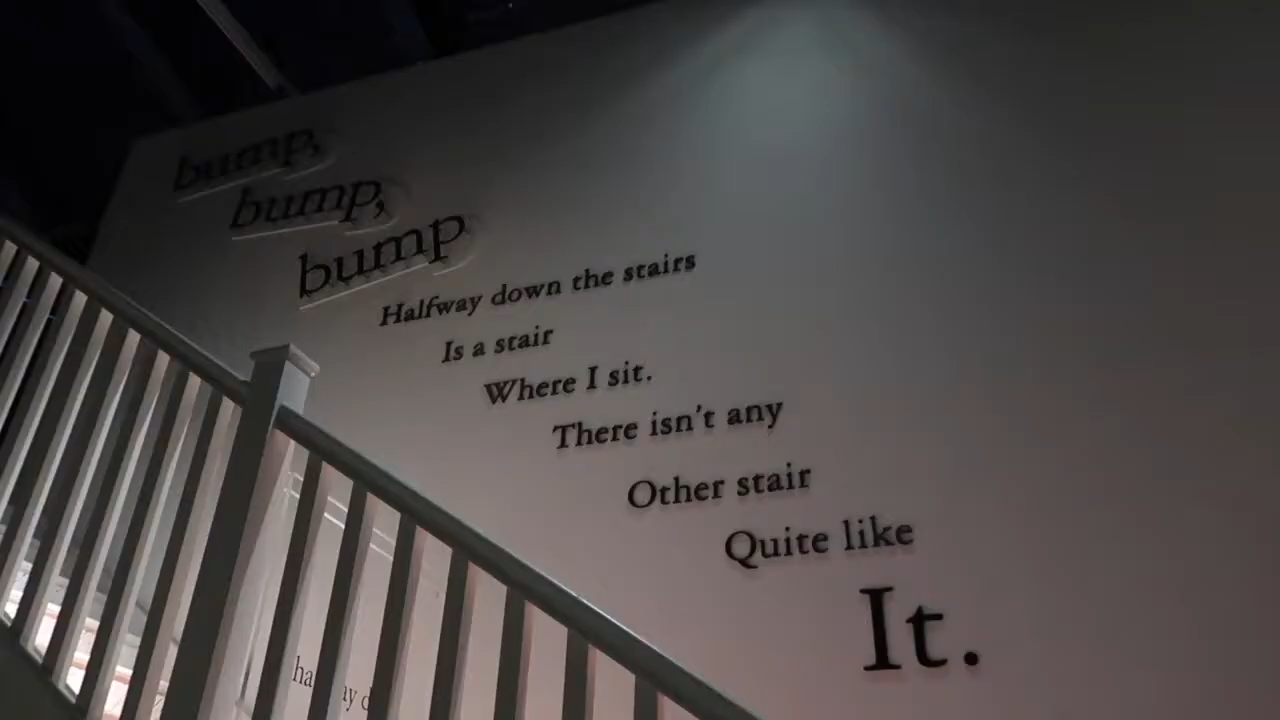 bump,
bump,
bump
Halfway down the stairs
Is a stair
Where I sit.
There isn't any
Other stair
Quite like
It.